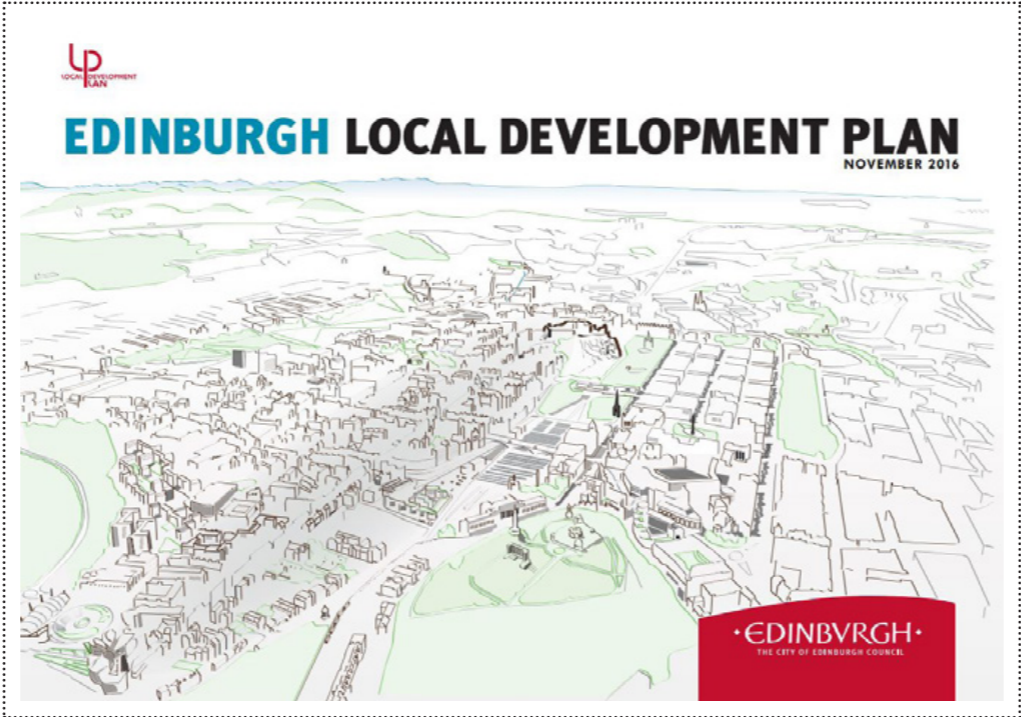 LOCAL DEVELOPMENT
PLAN
EDINBURGH LOCAL DEVELOPMENT PLAN
NOVEMBER 2016
·EDINBVRGH·
THE CITY OF EDINBURGH COUNCIL